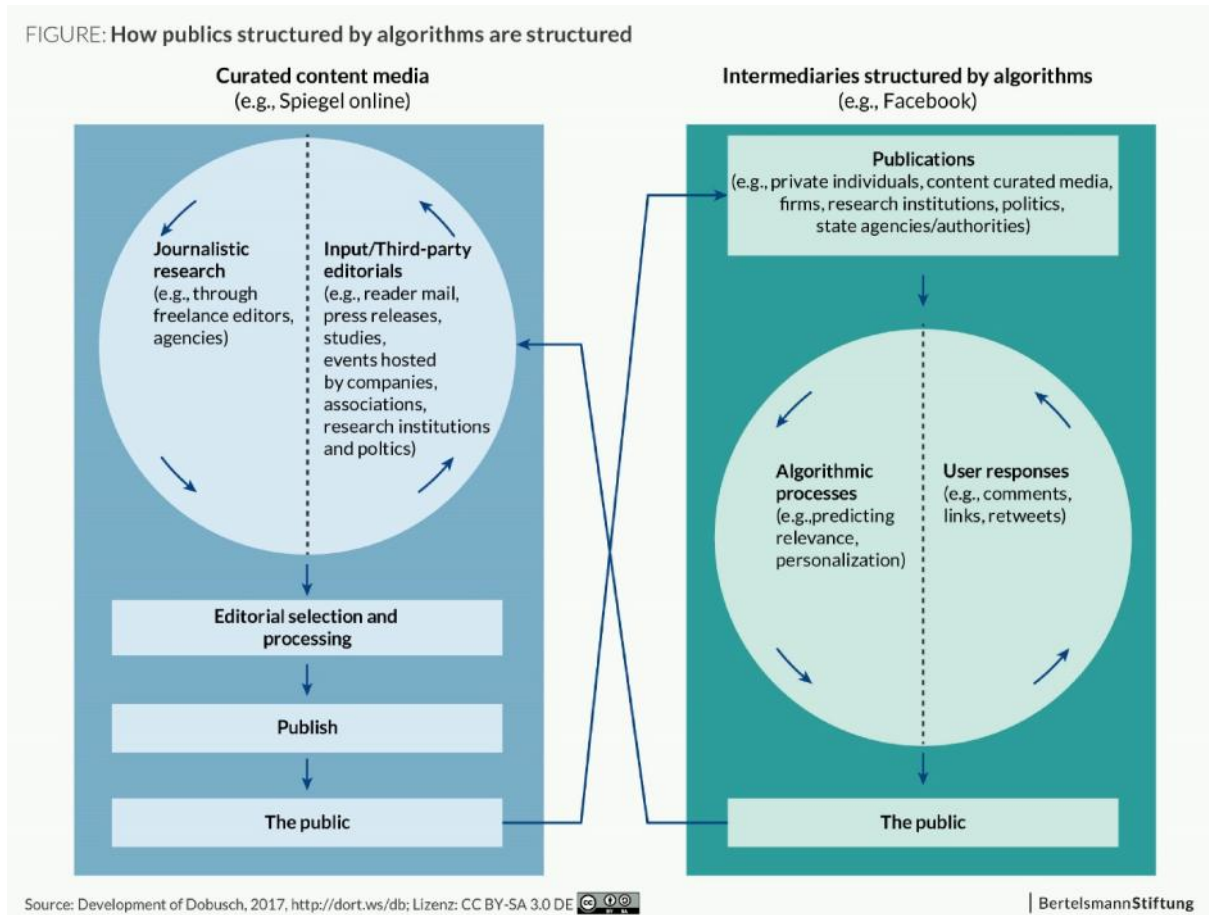 FIGURE: How publics structured by algorithms are structured
Curated content media
(e.g., Spiegel online)
Journalistic
research
(e.g., through
freelance editors,
agencies)
Input/Third-party
editorials
(e.g., reader mail,
press releases,
studies,
events hosted
by companies,
associations,
research institutions
and poltics)
Editorial selection and
processing
Publish
The public
Intermediaries structured by algorithms
(e.g., Facebook)
Publications
(e.g., private individuals, content curated media,
firms, research institutions, politics,
state agencies/authorities)
Algorithmic
processes
(e.g.,predicting
relevance,
personalization)
User responses
(e.g., comments,
links, retweets)
The public
Source: Development of Dobusch, 2017, http://dort.ws/db; Lizenz: CC BY-SA 3.0 DE
cc BY SA
BertelsmannStiftung